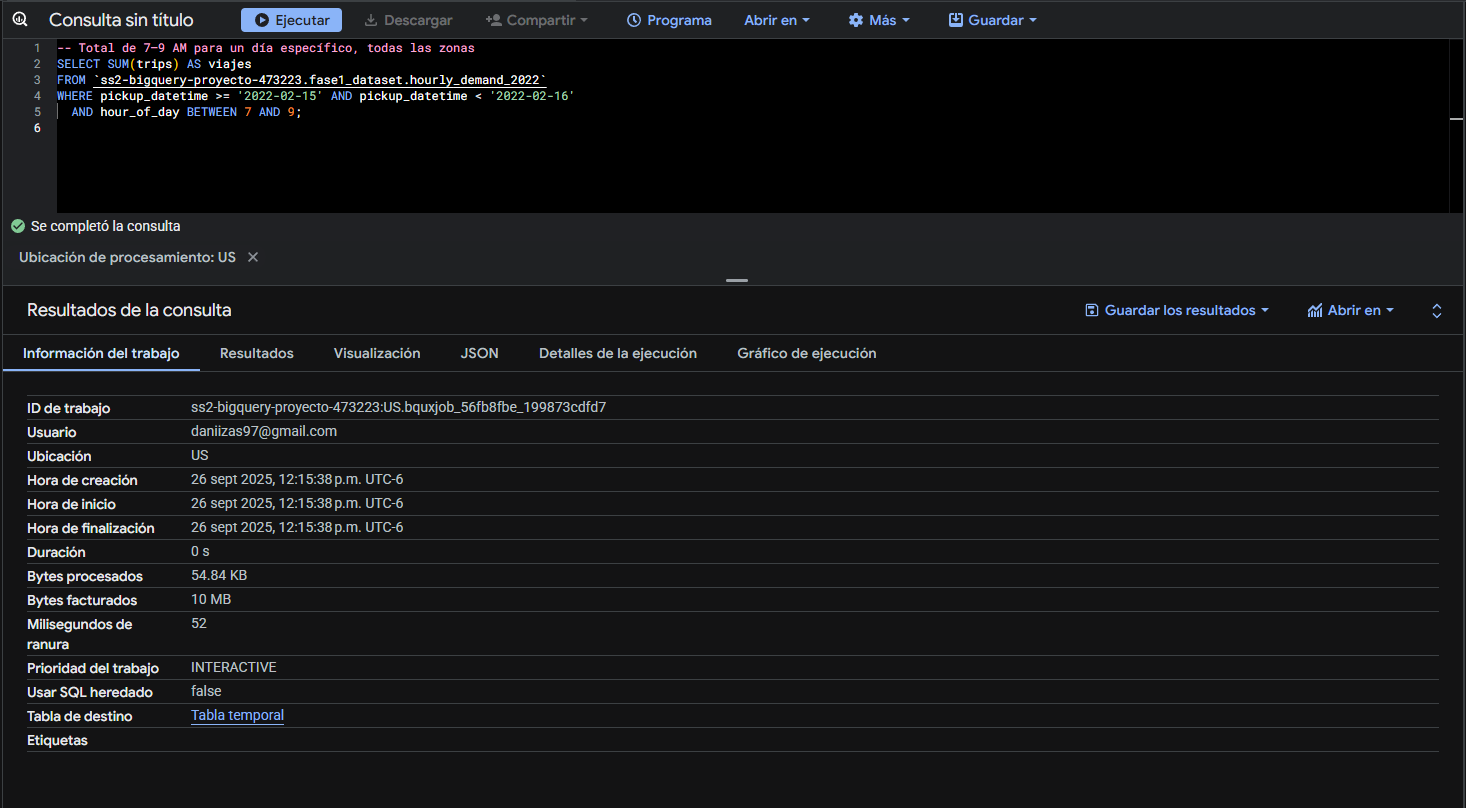 Consulta sin título Ejecutar Descargar Compartir Programa Abrir en Más Guardar
1 -- Total de 7–9 AM para un día específico, todas las zonas
2 SELECT SUM(trips) AS viajes
3 FROM `ss2-bigquery-proyecto-473223.fase1_dataset.hourly_demand_2022`
4 WHERE pickup_datetime >= '2022-02-15' AND pickup_datetime < '2022-02-16'
5 AND hour_of_day BETWEEN 7 AND 9;
6
Se completó la consulta
Ubicación de procesamiento: US
Resultados de la consulta Guardar los resultados Abrir en
Información del trabajo Resultados Visualización JSON Detalles de la ejecución Gráfico de ejecución
ID de trabajo ss2-bigquery-proyecto-473223:US.bquxjob_56fb8fbe_199873cdfd7
Usuario daniizas97@gmail.com
Ubicación US
Hora de creación 26 sept 2025, 12:15:38 p.m. UTC-6
Hora de inicio 26 sept 2025, 12:15:38 p.m. UTC-6
Hora de finalización 26 sept 2025, 12:15:38 p.m. UTC-6
Duración 0 s
Bytes procesados 54.84 KB
Bytes facturados 10 MB
Milisegundos de 52
ranura
Prioridad del trabajo INTERACTIVE
Usar SQL heredado false
Tabla de destino Tabla temporal
Etiquetas